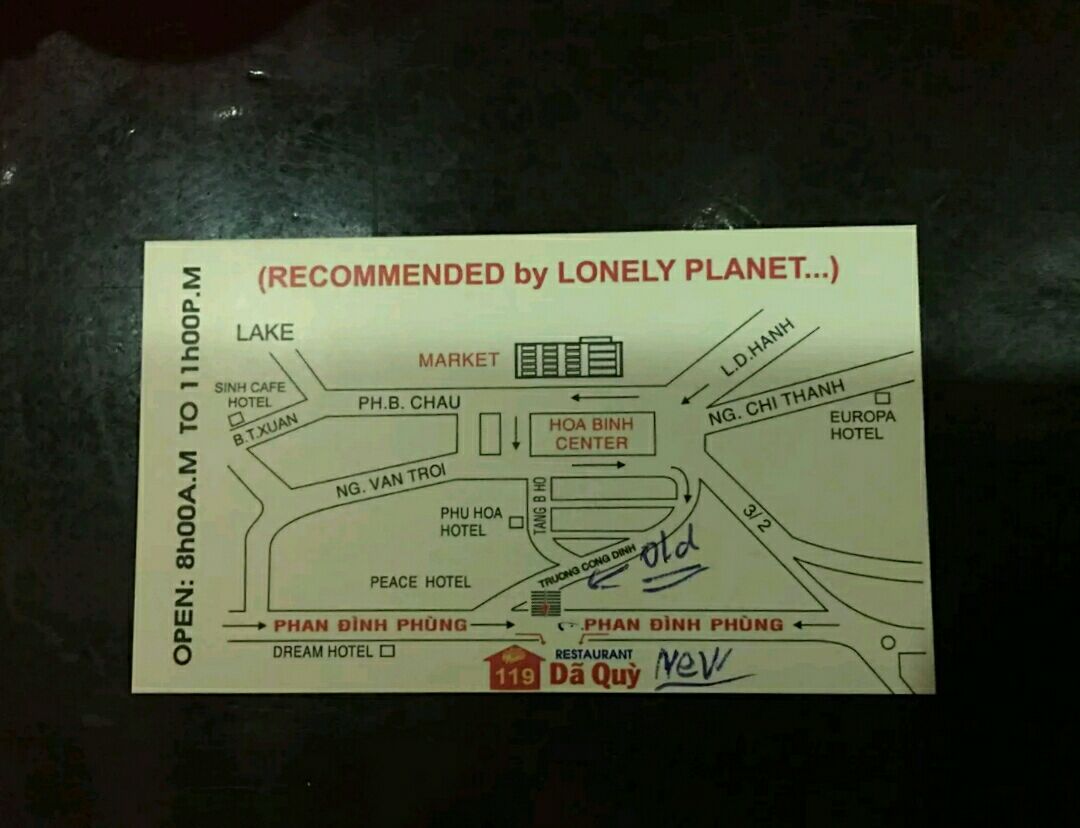 (RECOMMENDED by LONELY PLANET...)
OPEN: 8h00A.M TO 11h00P.M
LAKE
MARKET
L.D.HANH
SINH CAFE
HOTEL
B.T.XUAN
PH.B. CHAU
HOA BINH
CENTER
NG. CHI THANH
EUROPA
HOTEL
NG. VAN TROI
TANG B HO
PHU HOA
HOTEL
3/2
TRUONG CONG DINH
Old
PEACE HOTEL
PHAN ĐÌNH PHÙNG
PHAN ĐÌNH PHÙNG
DREAM HOTEL
119
RESTAURANT
Dã Quỳ
New